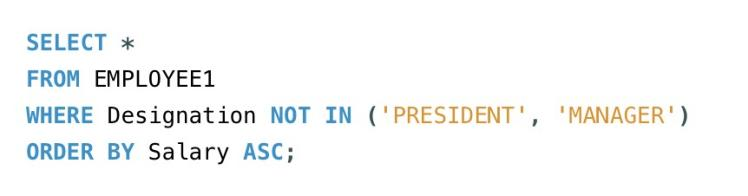 SELECT *
FROM EMPLOYEE1
WHERE Designation NOT IN ('PRESIDENT', 'MANAGER')
ORDER BY Salary ASC;